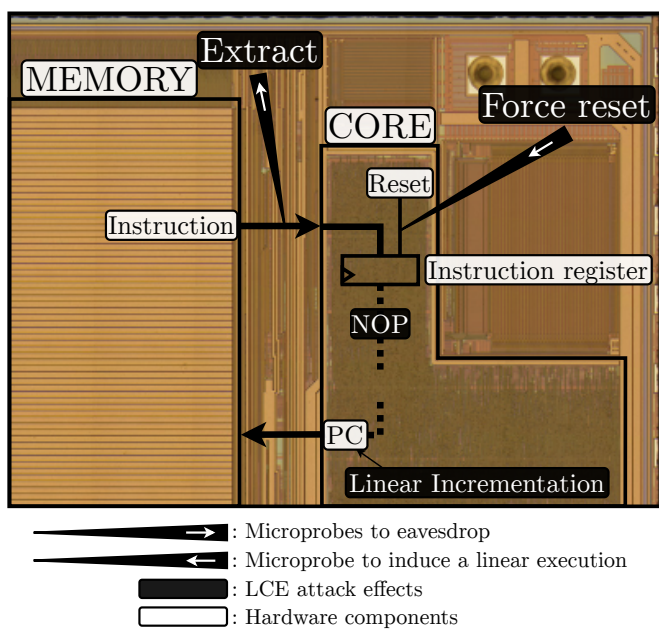 Extract
MEMORY
Force reset
CORE
Reset
Instruction
Instruction register
NOP
PC
Linear Incrementation
: Microprobes to eavesdrop
: Microprobe to induce a linear execution
: LCE attack effects
: Hardware components